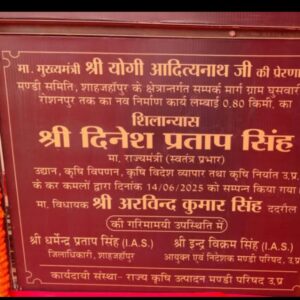 मा. मुख्यमंत्री श्री योगी आदित्यनाथ जी की प्रेरणा
मण्डी समिति, शाहजहाँपुर के क्षेत्रान्तर्गत सम्पर्क मार्ग ग्राम घुसवारी
रोशनपुर तक का नव निर्माण कार्य लम्बाई 0.80 किमी. का
शिलान्यास
श्री दिनेश प्रताप सिंह
मा. राज्यमंत्री (स्वतंत्र प्रभार)
उद्यान, कृषि विपणन, कृषि विदेश व्यापार तथा कृषि निर्यात उ.प्र.
के कर कमलों द्वारा दिनांक 14/06/2025 को सम्पन्न किया गया
मा. विधायक श्री अरविन्द कुमार सिंह ददरौल
की गरिमामयी उपस्थिति में
श्री धर्मेन्द्र प्रताप सिंह (I.A.S.) श्री इन्द्र विक्रम सिंह (I.A.S.)
जिलाधिकारी, शाहजहाँपुर आयुक्त एवं निदेशक मण्डी परिषद, उ.प्र.
कार्यदायी संस्था- राज्य कृषि उत्पादन मण्डी परिषद उ.प्र.